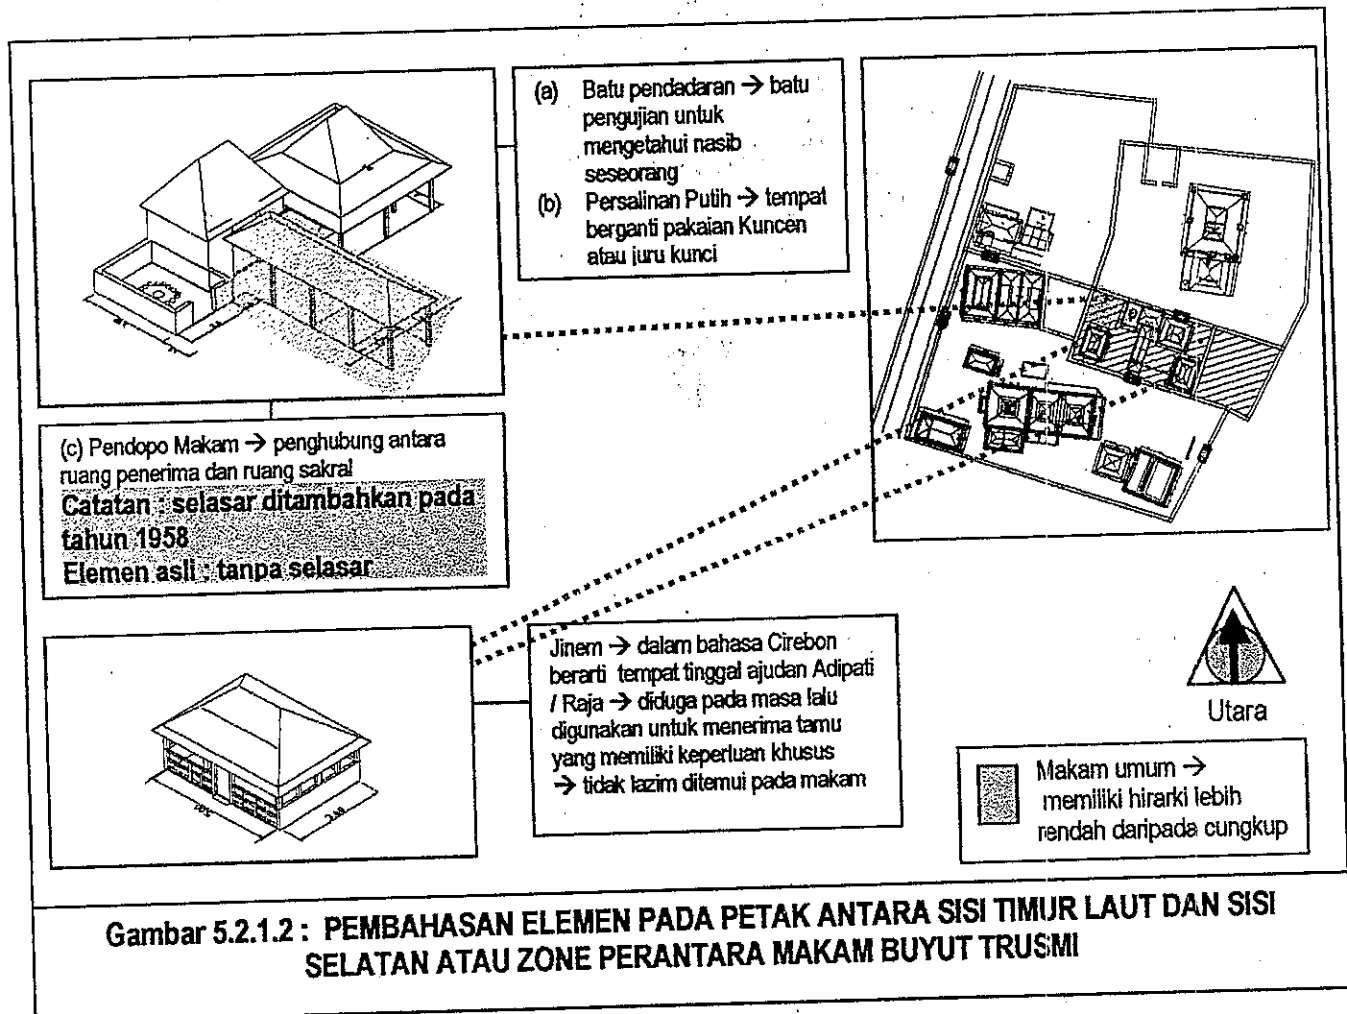 (a) Batu pendadaran → batu
pengujian untuk
mengetahui nasib
seseorang
(b) Persalinan Putih → tempat
berganti pakaian Kuncen
atau juru kunci
(c) Pendopo Makam → penghubung antara
ruang penerima dan ruang sakral
Catatan : selasar ditambahkan pada
tahun 1958
Elemen asli : tanpa selasar
Jinem → dalam bahasa Cirebon
berarti tempat tinggal ajudan Adipati
/ Raja → diduga pada masa lalu
digunakan untuk menerima tamu
yang memiliki keperluan khusus
→ tidak lazim ditemui pada makam
Utara
Makam umum →
memiliki hirarki lebih
rendah daripada cungkup
Gambar 5.2.1.2 : PEMBAHASAN ELEMEN PADA PETAK ANTARA SISI TIMUR LAUT DAN SISI
SELATAN ATAU ZONE PERANTARA MAKAM BUYUT TRUSMI